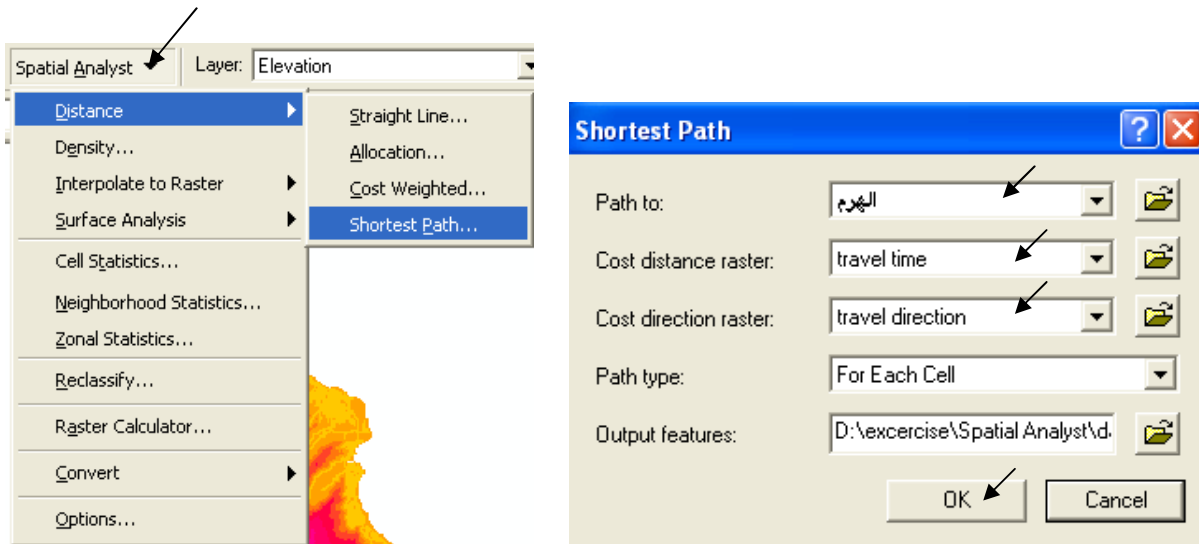 Spatial Analyst Layer: Elevation
Distance
Density...
Interpolate to Raster
Surface Analysis
Cell Statistics...
Neighborhood Statistics...
Zonal Statistics...
Reclassify...
Raster Calculator...
Convert
Options...
Straight Line...
Allocation...
Cost Weighted...
Shortest Path...
Shortest Path
Path to: الهرم
Cost distance raster: travel time
Cost direction raster: travel direction
Path type: For Each Cell
Output features: D:\excercise\Spatial Analyst\d
OK Cancel